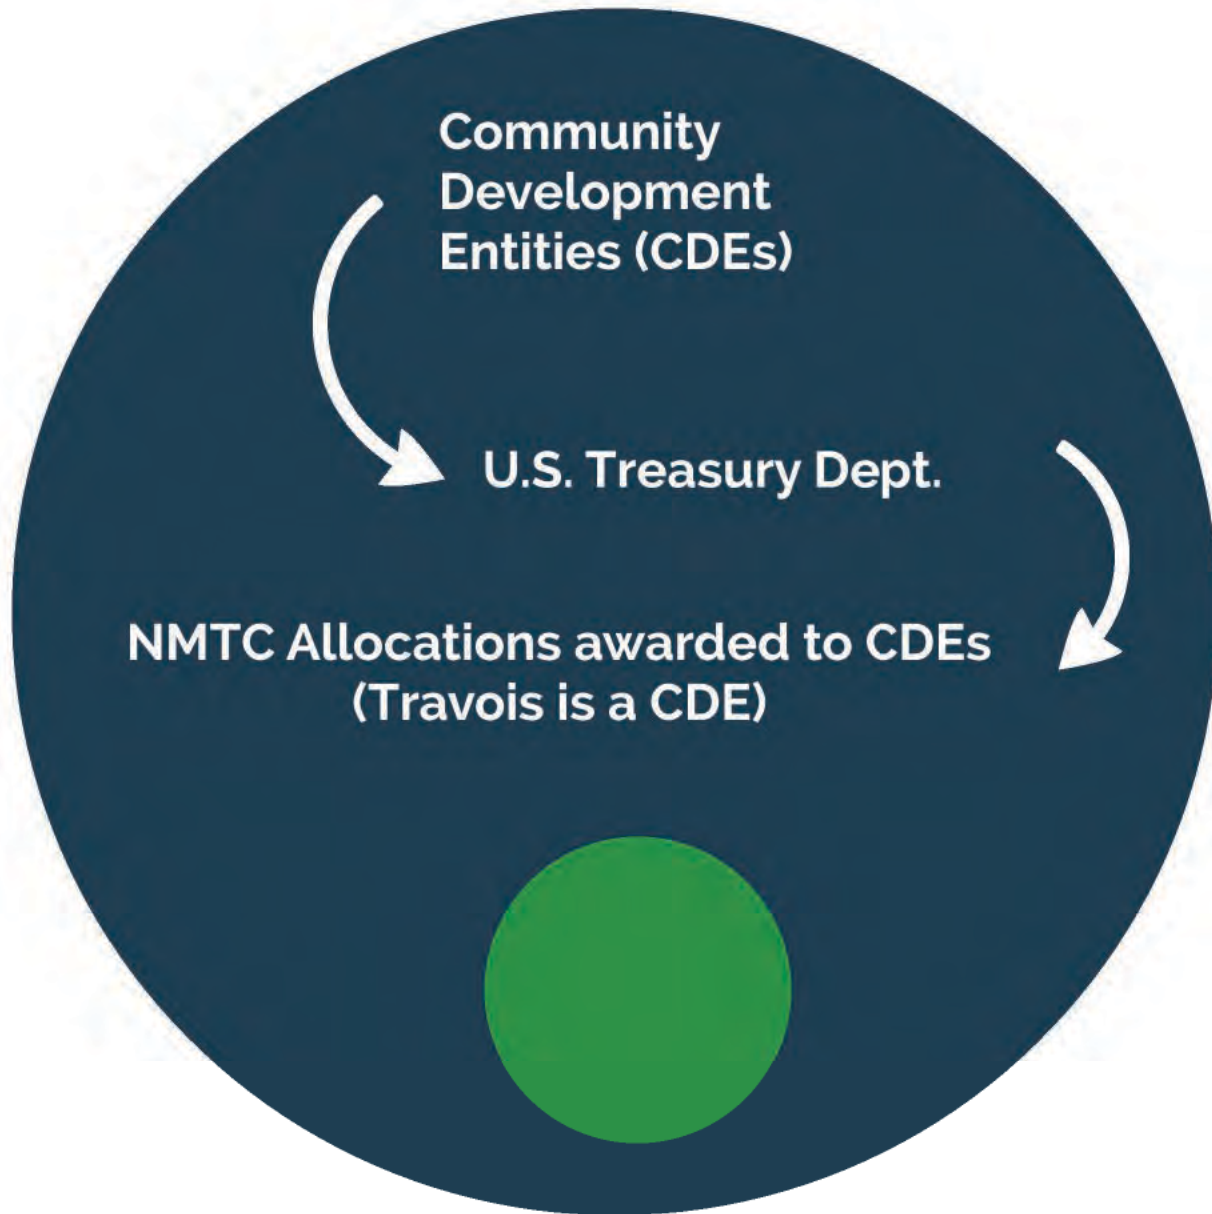 Community
Development
Entities (CDEs)
U.S. Treasury Dept.
NMTC Allocations awarded to CDEs
(Travois is a CDE)